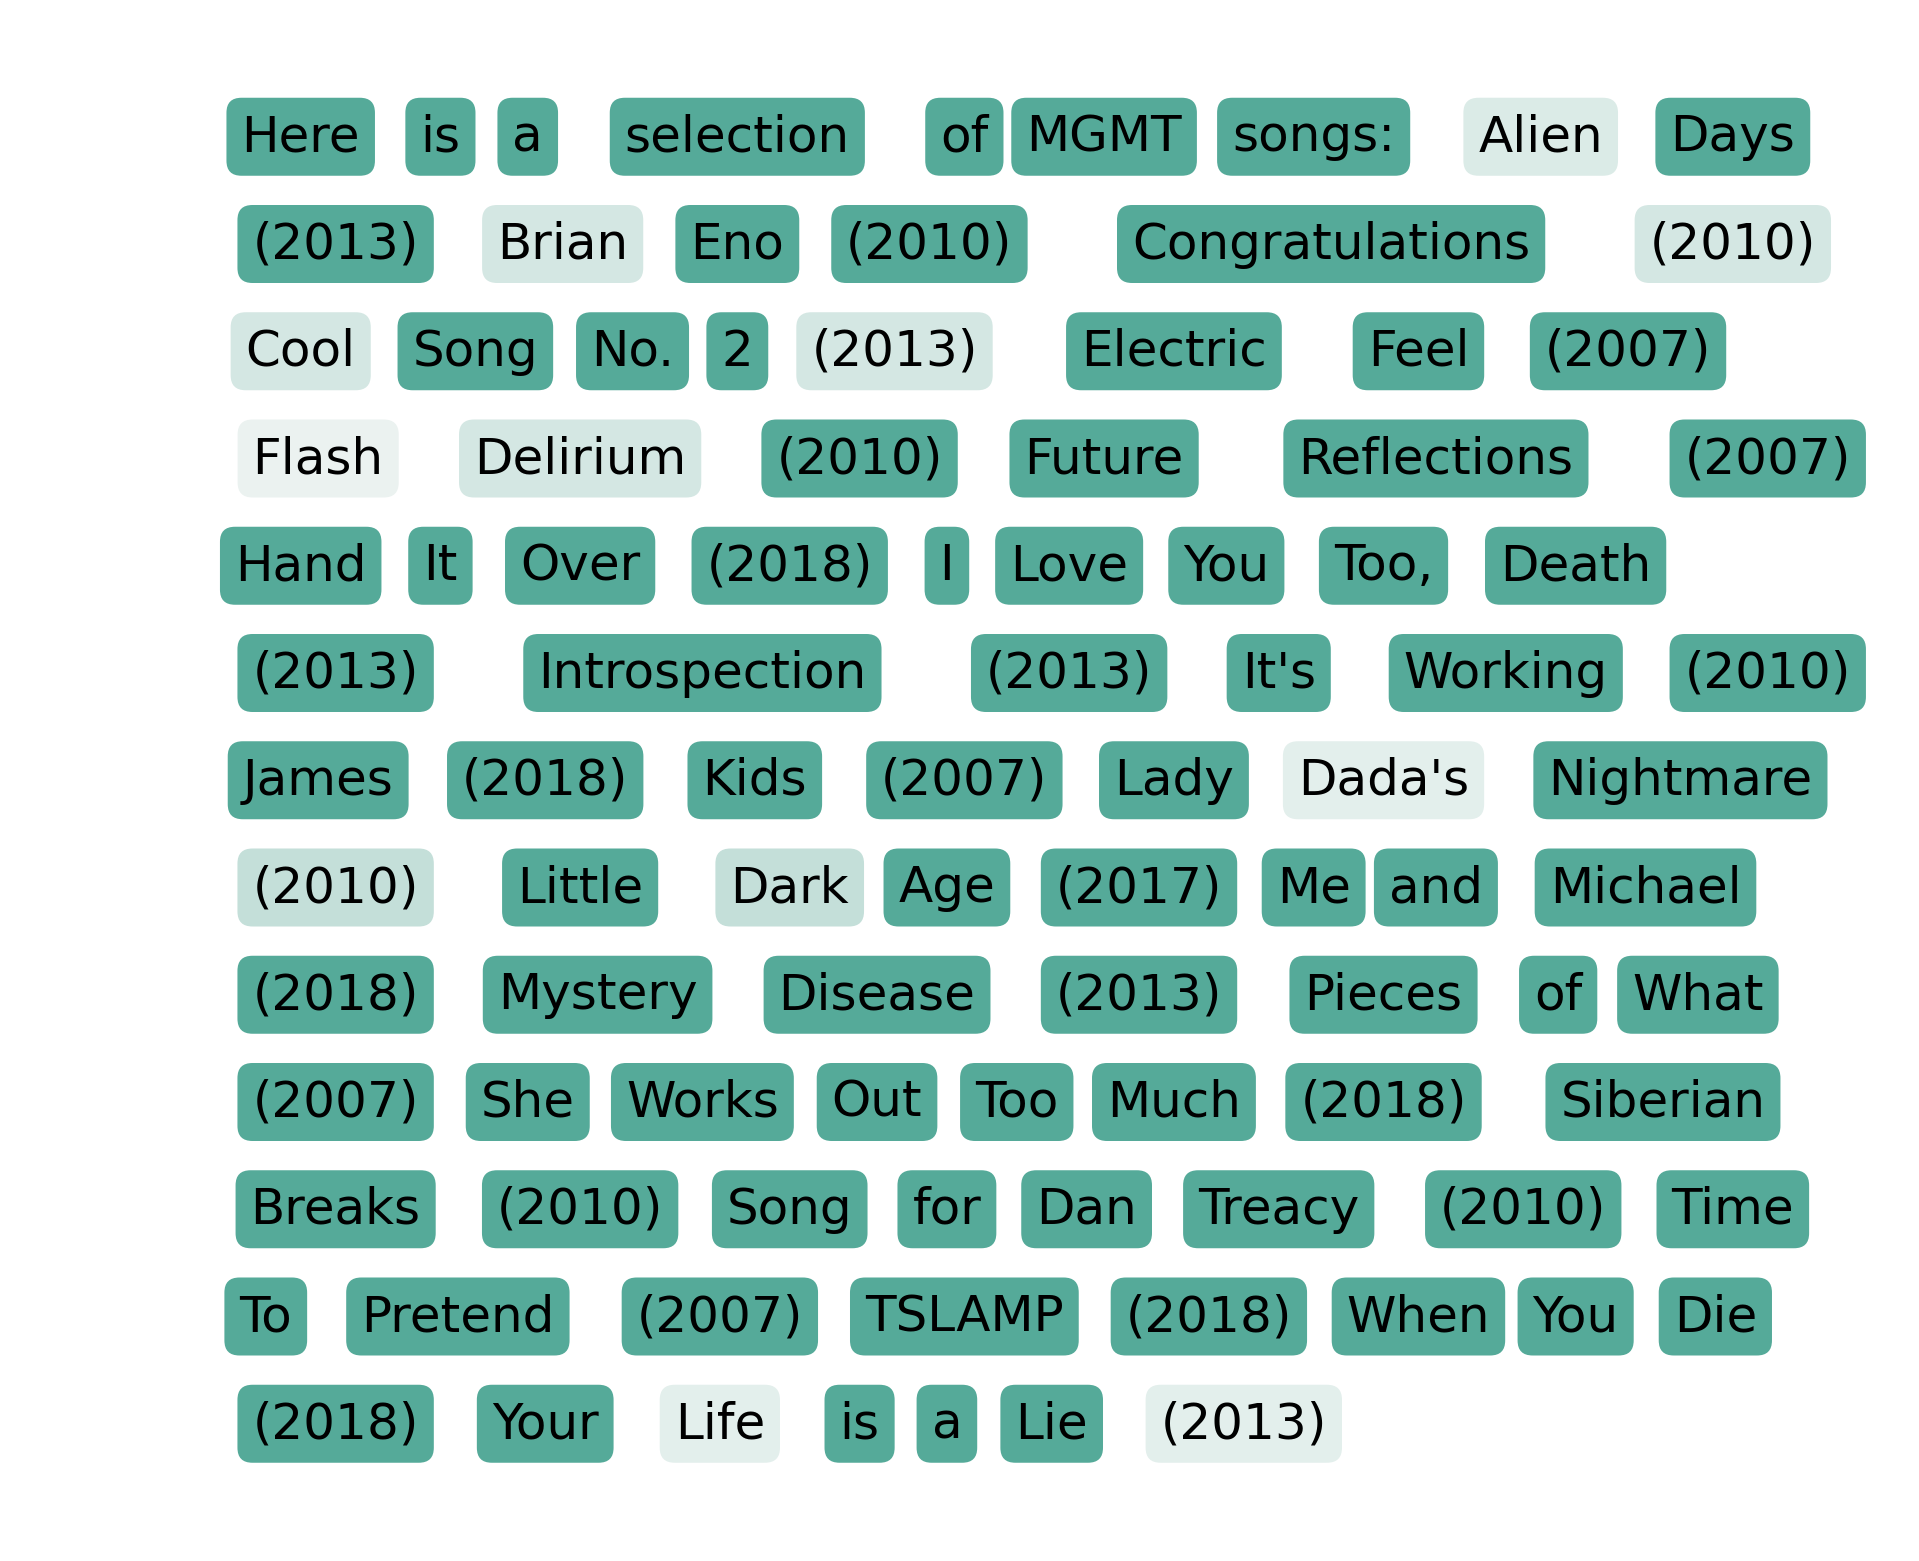 Here is a selection of MGMT songs: Alien Days
(2013) Brian Eno (2010) Congratulations (2010)
Cool Song No. 2 (2013) Electric Feel (2007)
Flash Delirium (2010) Future Reflections (2007)
Hand It Over (2018) I Love You Too, Death
(2013) Introspection (2013) It's Working (2010)
James (2018) Kids (2007) Lady Dada's Nightmare
(2010) Little Dark Age (2017) Me and Michael
(2018) Mystery Disease (2013) Pieces of What
(2007) She Works Out Too Much (2018) Siberian
Breaks (2010) Song for Dan Treacy (2010) Time
To Pretend (2007) TSLAMP (2018) When You Die
(2018) Your Life is a Lie (2013)